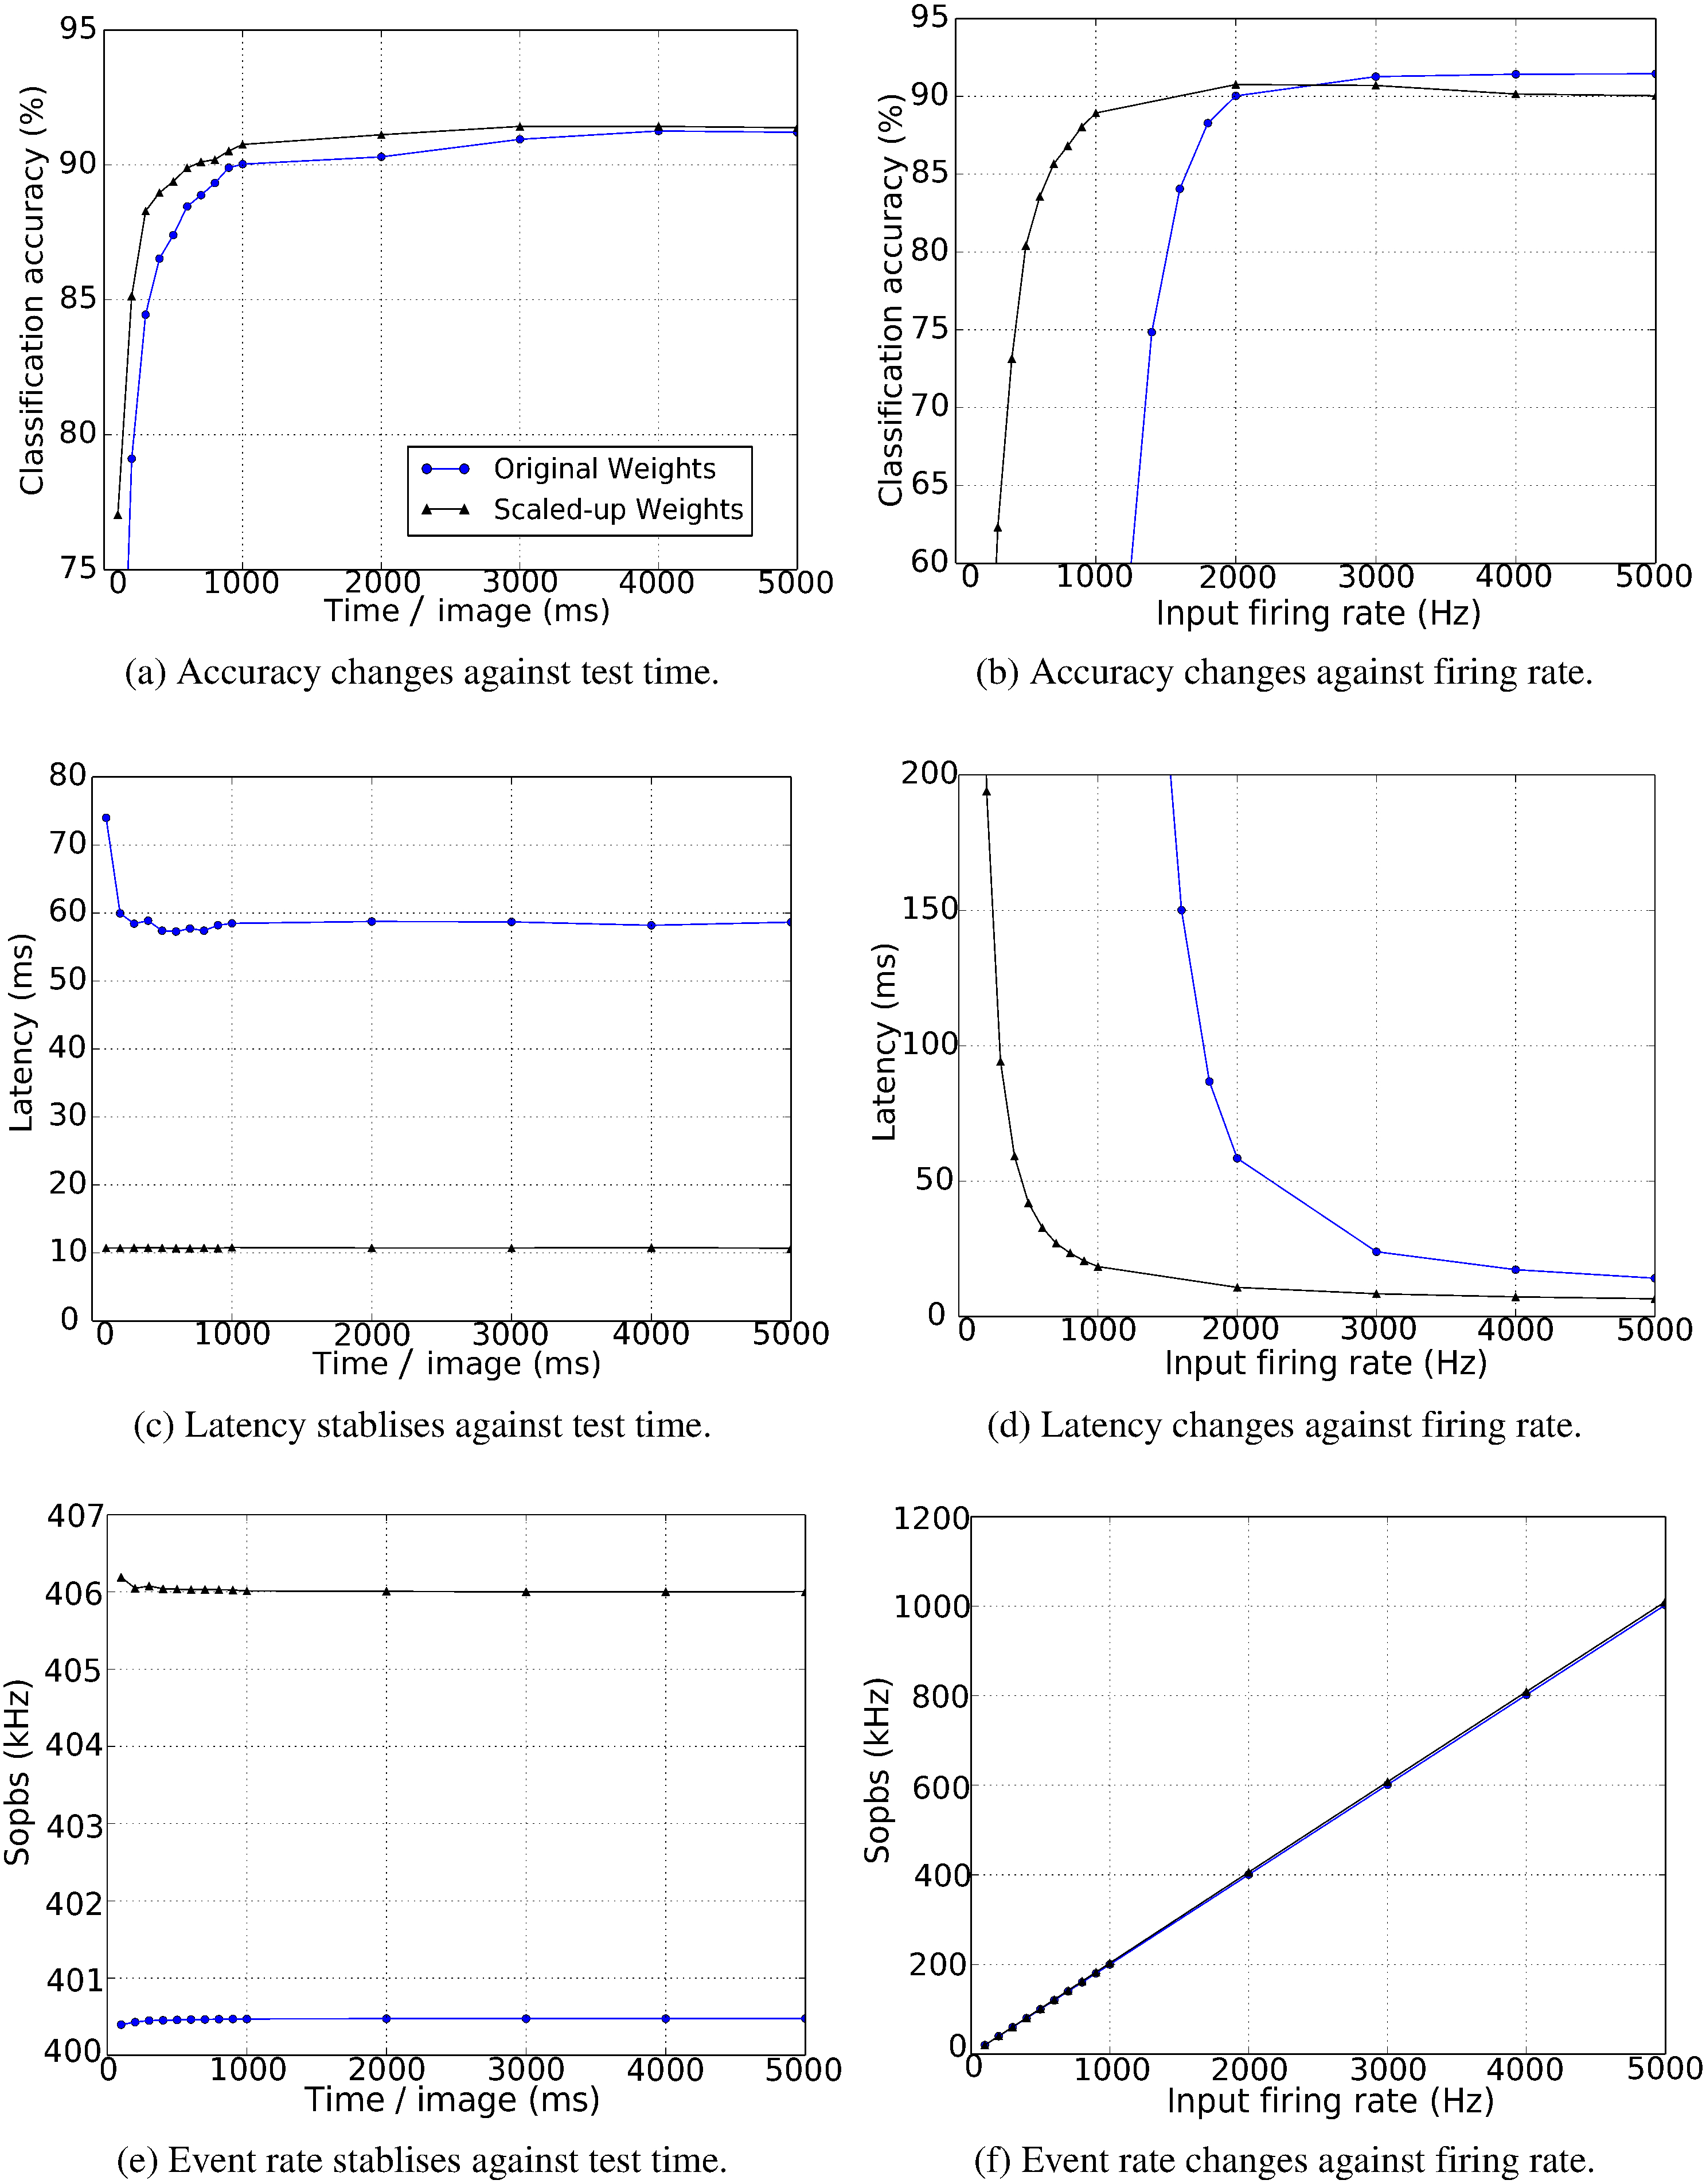 95
90
85
80
75
Classification accuracy (%)
Original Weights
Scaled-up Weights
0 1000 2000 3000 4000 5000
Time / image (ms)
(a) Accuracy changes against test time.
95
90
85
80
75
70
65
60
Classification accuracy (%)
0 1000 2000 3000 4000 5000
Input firing rate (Hz)
(b) Accuracy changes against firing rate.
80
70
60
50
40
30
20
10
0
Latency (ms)
0 1000 2000 3000 4000 5000
Time / image (ms)
(c) Latency stablises against test time.
200
150
100
50
0
Latency (ms)
0 1000 2000 3000 4000 5000
Input firing rate (Hz)
(d) Latency changes against firing rate.
407
406
405
404
403
402
401
400
Sopbs (kHz)
0 1000 2000 3000 4000 5000
Time / image (ms)
(e) Event rate stablises against test time.
1200
1000
800
600
400
200
0
Sopbs (kHz)
0 1000 2000 3000 4000 5000
Input firing rate (Hz)
(f) Event rate changes against firing rate.